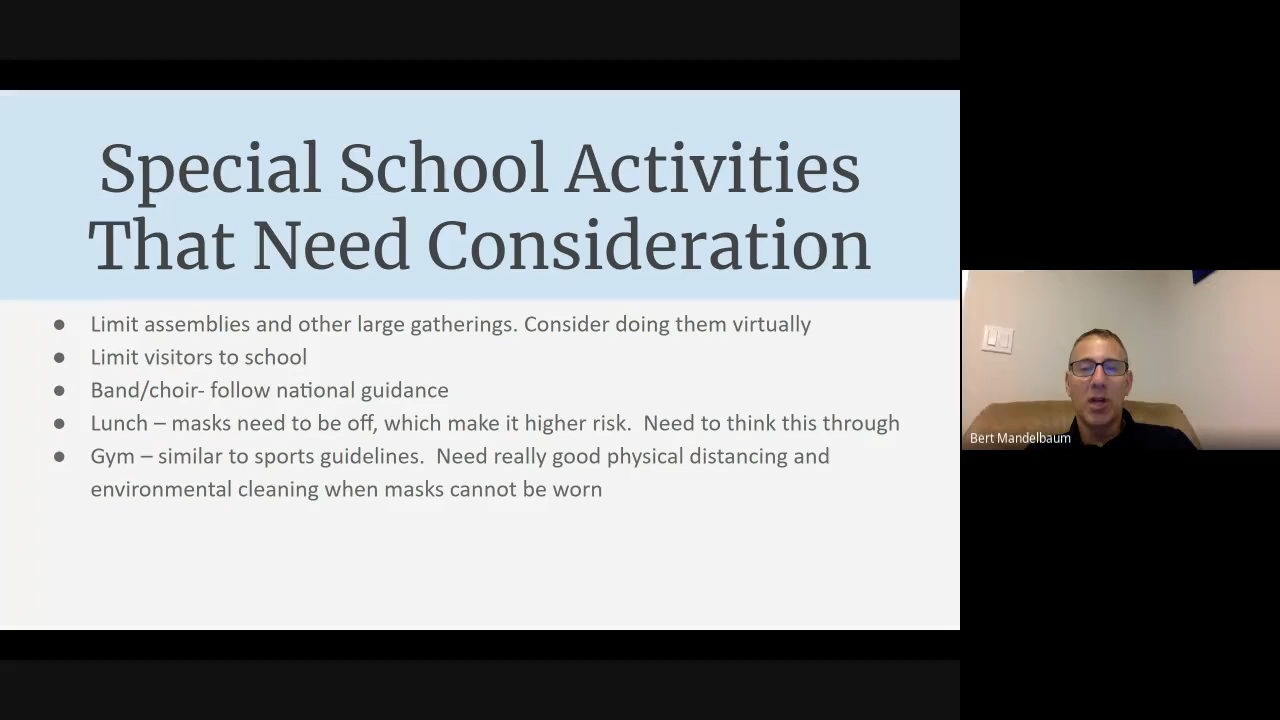 Special School Activities
That Need Consideration
● Limit assemblies and other large gatherings. Consider doing them virtually
● Limit visitors to school
● Band/choir- follow national guidance
● Lunch – masks need to be off, which make it higher risk.  Need to think this through
● Gym – similar to sports guidelines.  Need really good physical distancing and
environmental cleaning when masks cannot be worn
Bert Mandelbaum